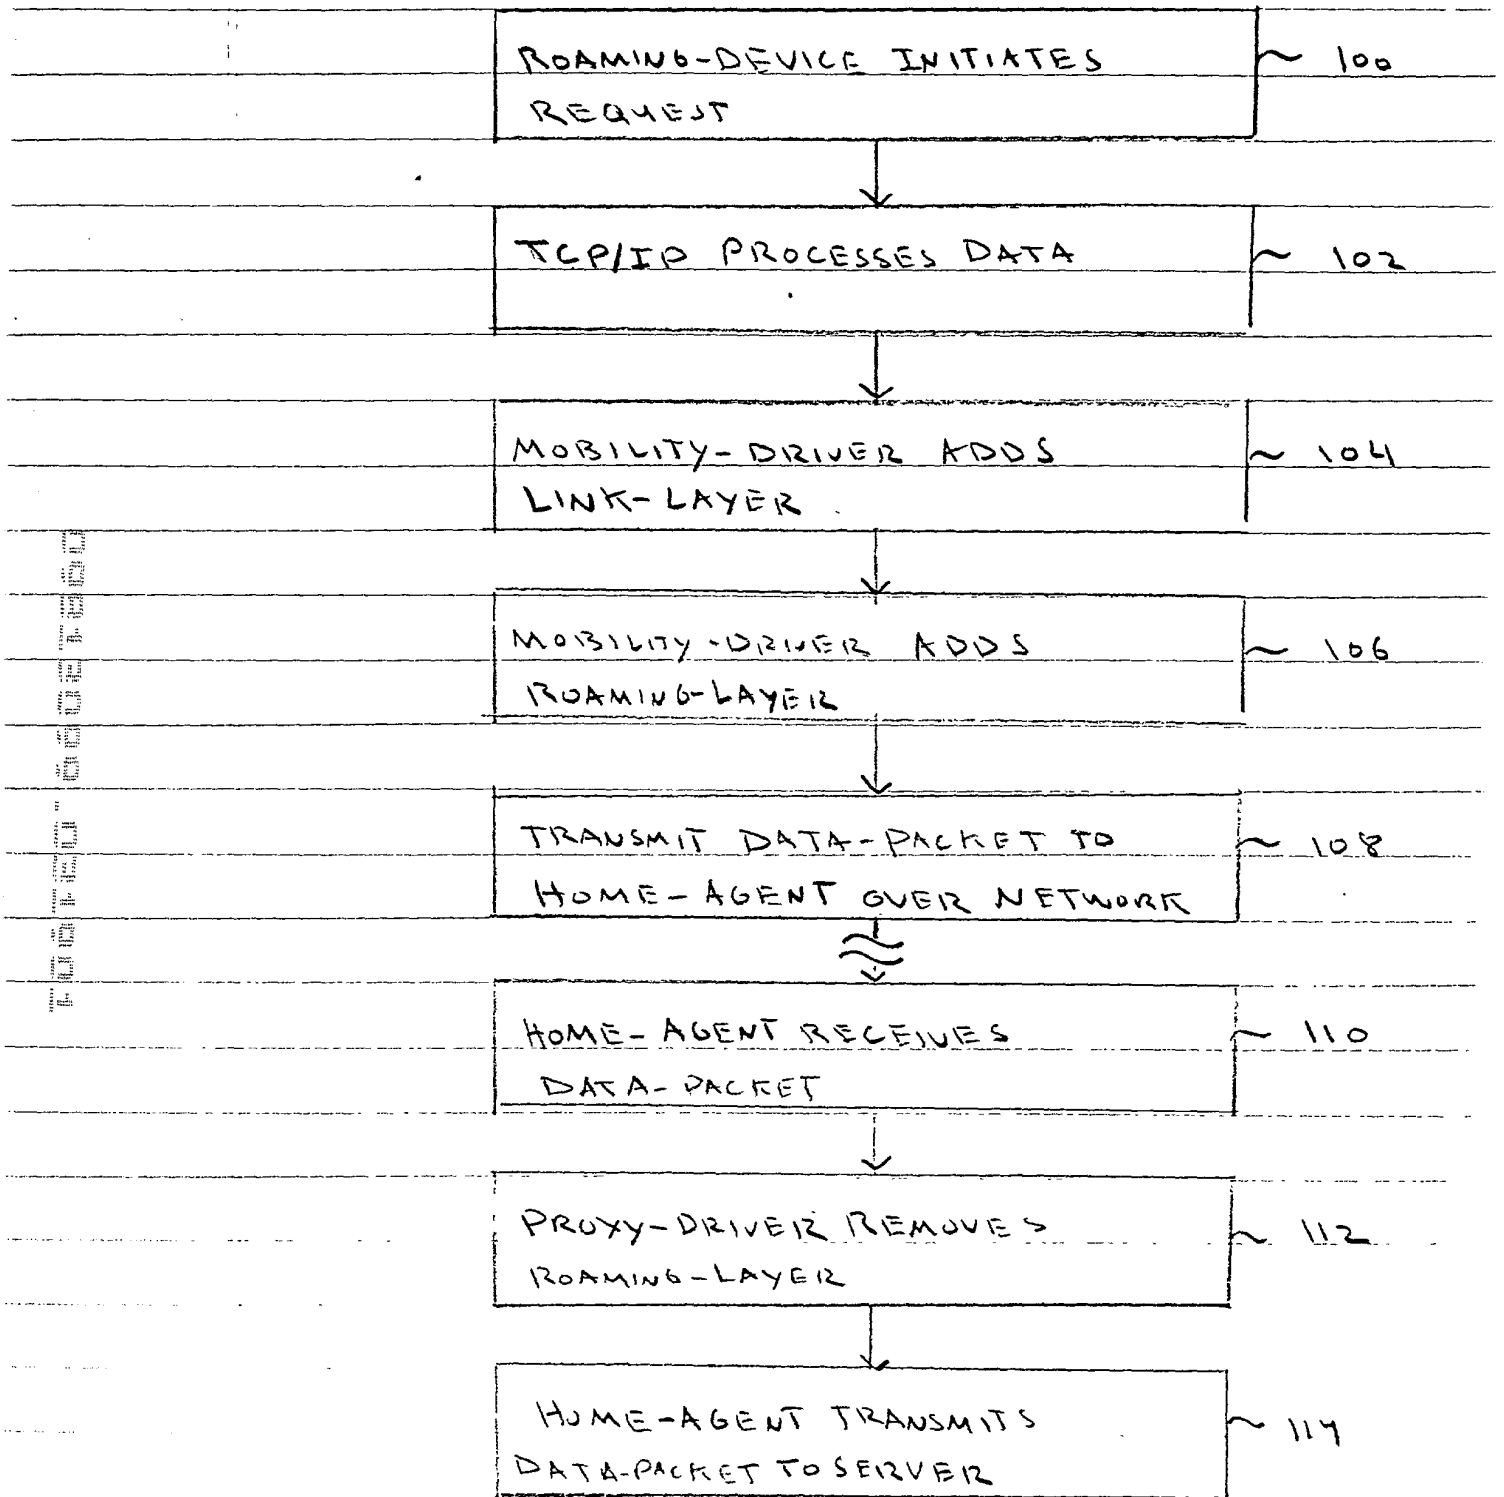 ROAMING-DEVICE INITIATES ~ 100
REQUEST
TCP/IP PROCESSES DATA ~ 102
MOBILITY-DRIVER ADDS ~ 104
LINK-LAYER
MOBILITY-DRIVER ADDS ~ 106
ROAMING-LAYER
TRANSMIT DATA-PACKET TO ~ 108
HOME-AGENT OVER NETWORK
HOME-AGENT RECEIVES ~ 110
DATA-PACKET
PROXY-DRIVER REMOVES ~ 112
ROAMING-LAYER
HOME-AGENT TRANSMITS ~ 114
DATA-PACKET TO SERVER